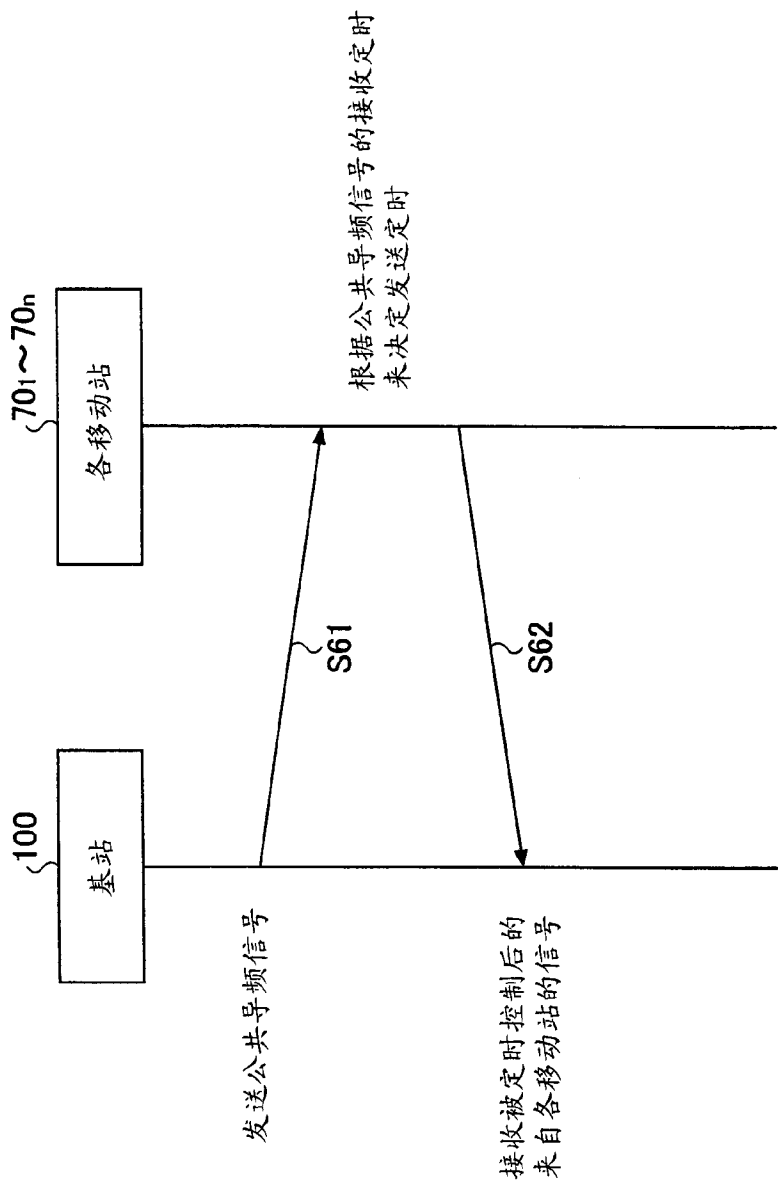 100
基站
70₁～70ₙ
各移动站
发送公共导频信号
S61
根据公共导频信号的接收定时
来决定发送定时
S62
接收被定时控制后的
来自各移动站的信号